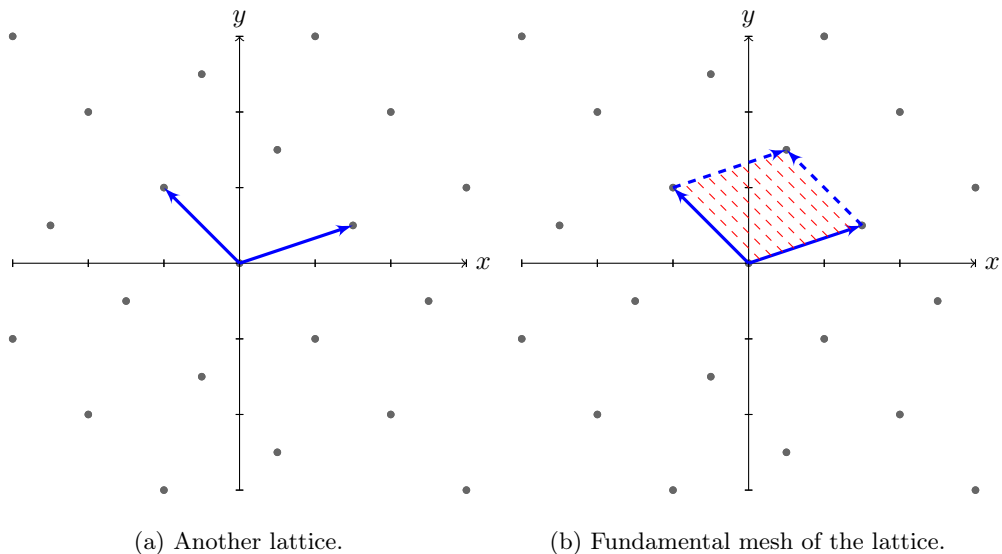 y
y
x
x
(a) Another lattice.
(b) Fundamental mesh of the lattice.